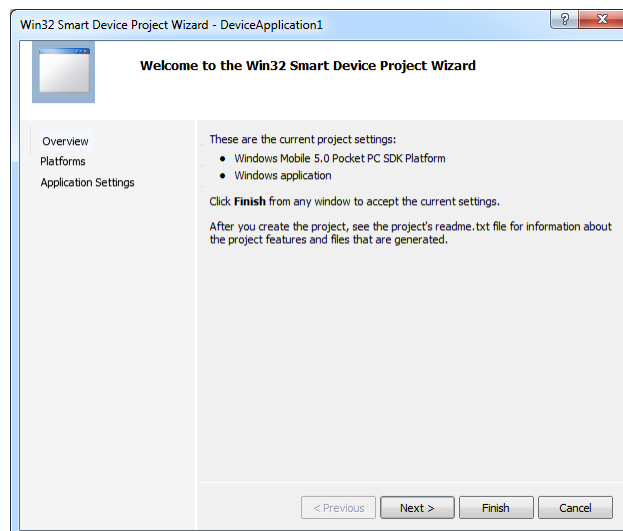 Win32 Smart Device Project Wizard - DeviceApplication1
Welcome to the Win32 Smart Device Project Wizard
Overview
Platforms
Application Settings
These are the current project settings:
● Windows Mobile 5.0 Pocket PC SDK Platform
● Windows application
Click Finish from any window to accept the current settings.
After you create the project, see the project's readme.txt file for information about
the project features and files that are generated.
< Previous
Next >
Finish
Cancel